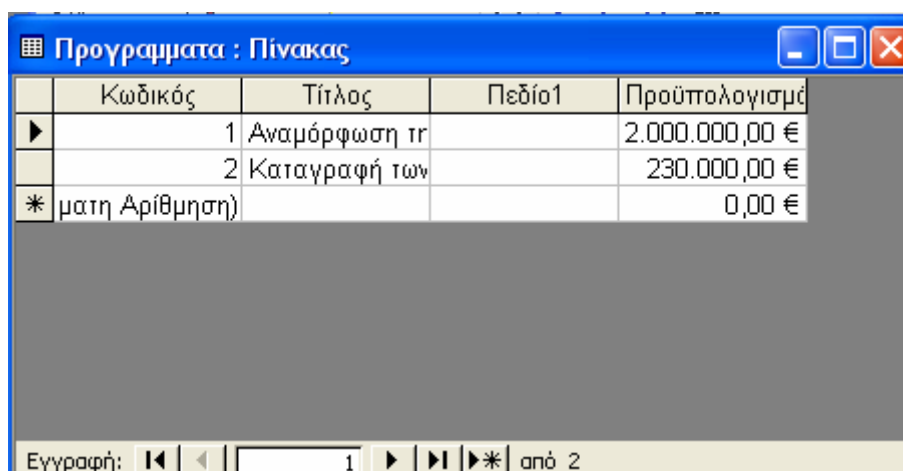 Προγραμματα : Πίνακας
Κωδικός Τίτλος Πεδίο1 Προϋπολογισμό
1 Αναμόρφωση τη 2.000.000,00 €
2 Καταγραφή των 230.000,00 €
ματη Αρίθμηση) 0,00 €
Εγγραφή: 1 από 2